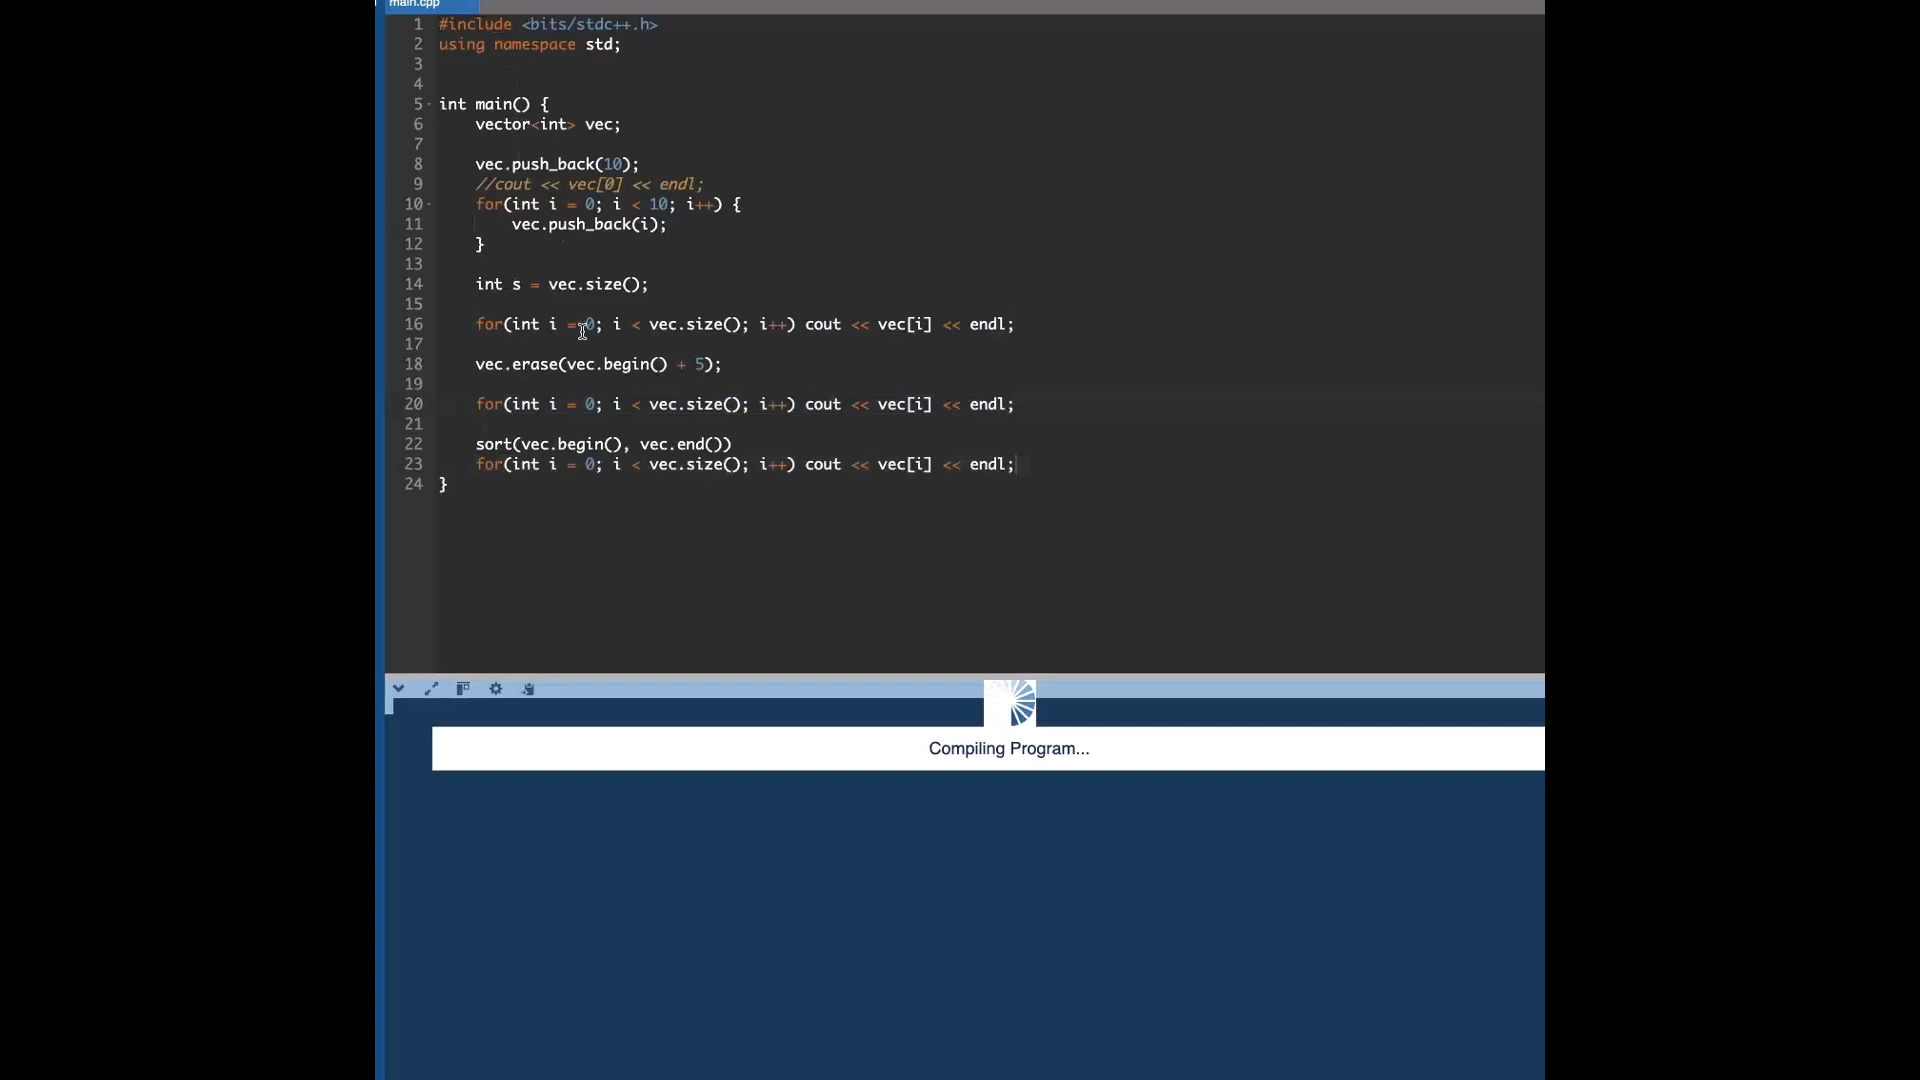 main.cpp
1 #include <bits/stdc++.h>
2 using namespace std;
3
4
5 int main() {
6 vector<int> vec;
7
8 vec.push_back(10);
9 //cout << vec[0] << endl;
10 for(int i = 0; i < 10; i++) {
11 vec.push_back(i);
12 }
13
14 int s = vec.size();
15
16 for(int i = 0; i < vec.size(); i++) cout << vec[i] << endl;
17
18 vec.erase(vec.begin() + 5);
19
20 for(int i = 0; i < vec.size(); i++) cout << vec[i] << endl;
21
22 sort(vec.begin(), vec.end())
23 for(int i = 0; i < vec.size(); i++) cout << vec[i] << endl;
24 }
Compiling Program...